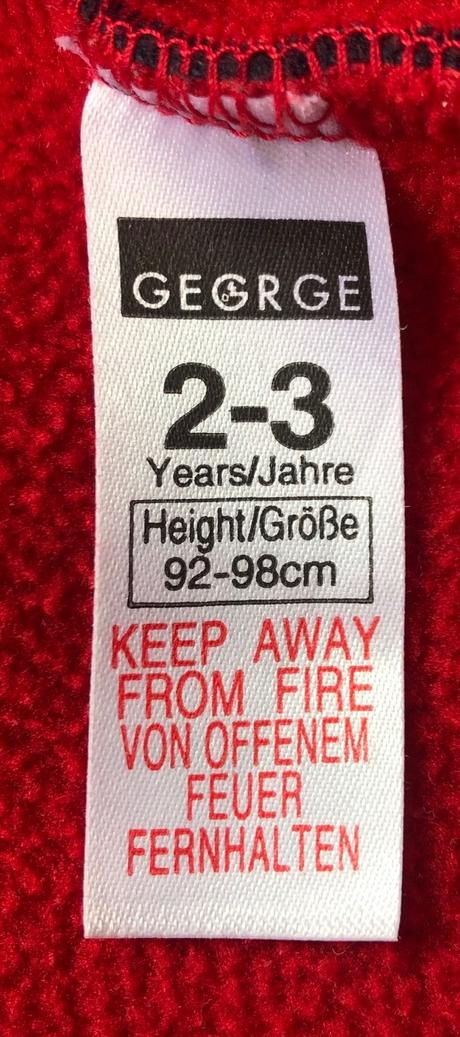 GEORGE
2-3
Years/Jahre
Height/Größe
92-98cm
KEEP AWAY
FROM FIRE
VON OFFENEM
FEUER
FERNHALTEN